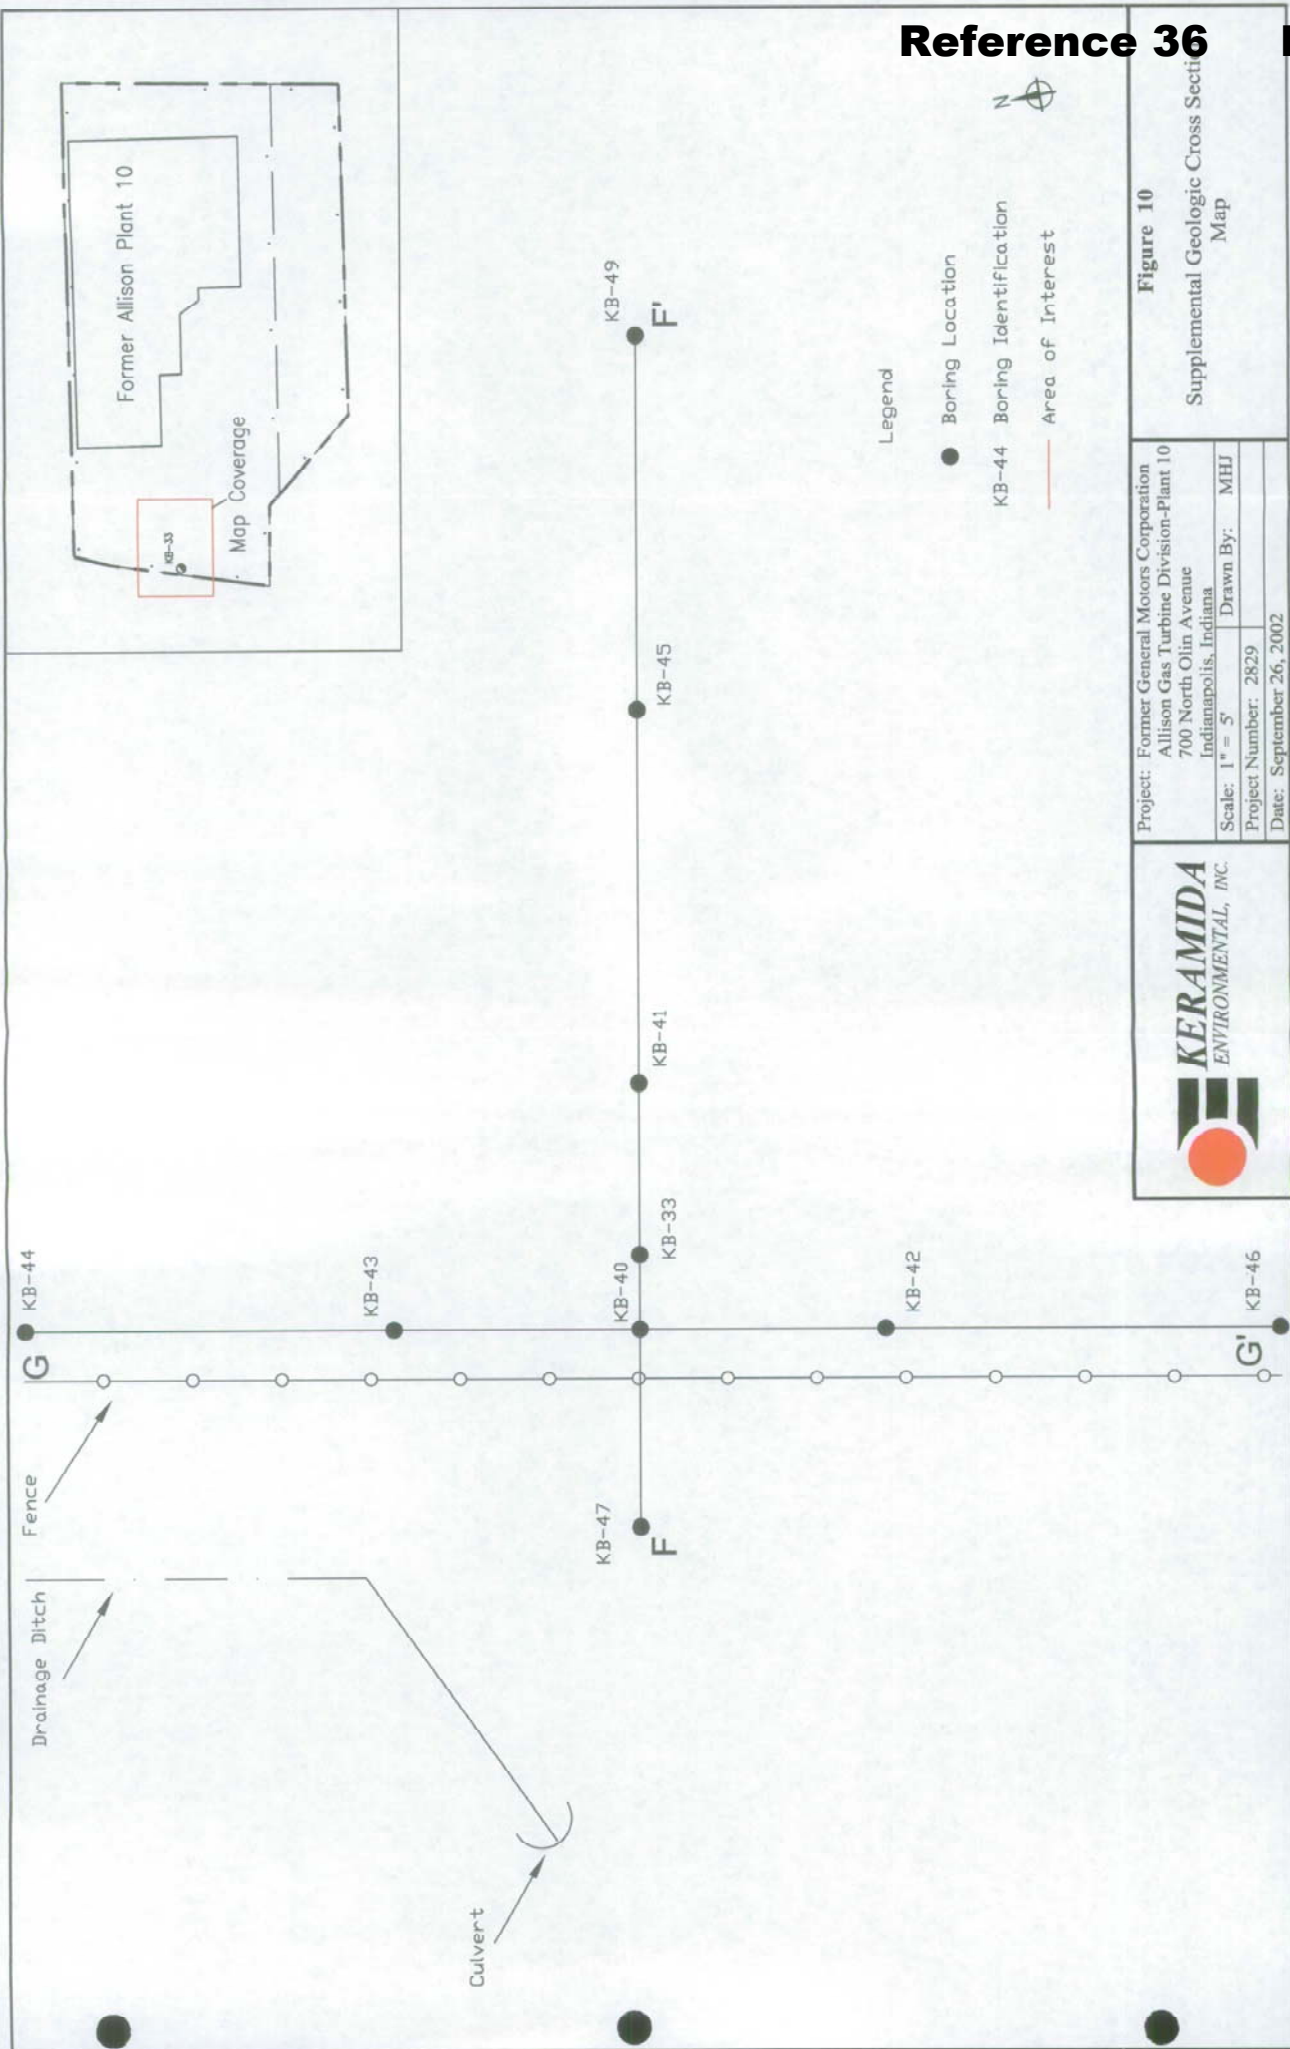 Reference 36
Former Allison Plant 10
KB-33
Map Coverage
G
KB-44
Fence
Drainage Ditch
KB-43
Culvert
KB-47
F
KB-40
KB-33
KB-41
KB-45
KB-49
F'
KB-42
G'
KB-46
N
Legend
Boring Location
KB-44 Boring Identification
Area of Interest
KERAMIDA
ENVIRONMENTAL, INC.
Project: Former General Motors Corporation
Allison Gas Turbine Division-Plant 10
700 North Olin Avenue
Indianapolis, Indiana
Scale: 1" = 5' Drawn By: MHJ
Project Number: 2829
Date: September 26, 2002
Figure 10
Supplemental Geologic Cross Section
Map